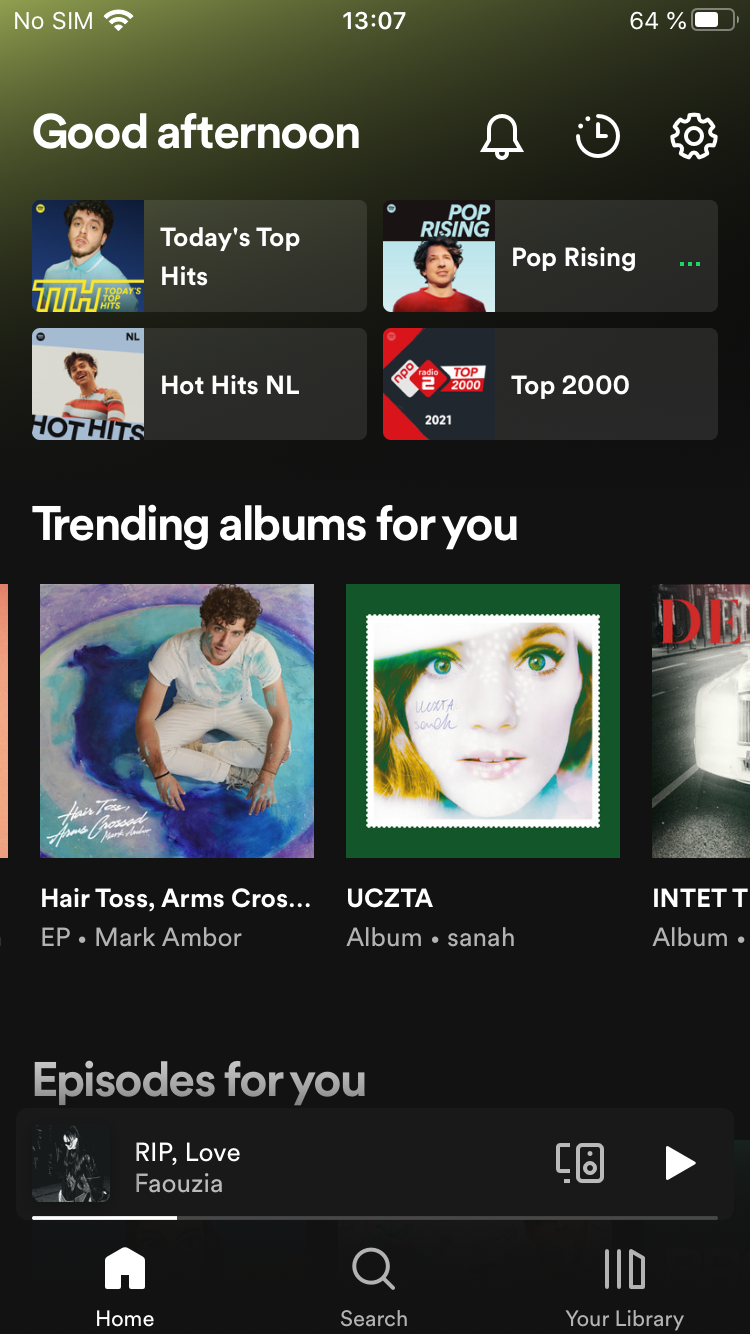 No SIM 13:07 64 %
Good afternoon
TTH TODAY'S TOP HITS
Today's Top
Hits
POP
RISING
Pop Rising
...
NL
HOT HITS
Hot Hits NL
npo radio 2 TOP 2000
2021
Top 2000
Trending albums for you
Hair Toss,
Arms Crossed
Mark Ambor
UCZTA
sanah
DE
Hair Toss, Arms Cros...
EP • Mark Ambor
UCZTA
Album • sanah
INTET T
Album •
Episodes for you
RIP, Love
Faouzia
Home Search Your Library